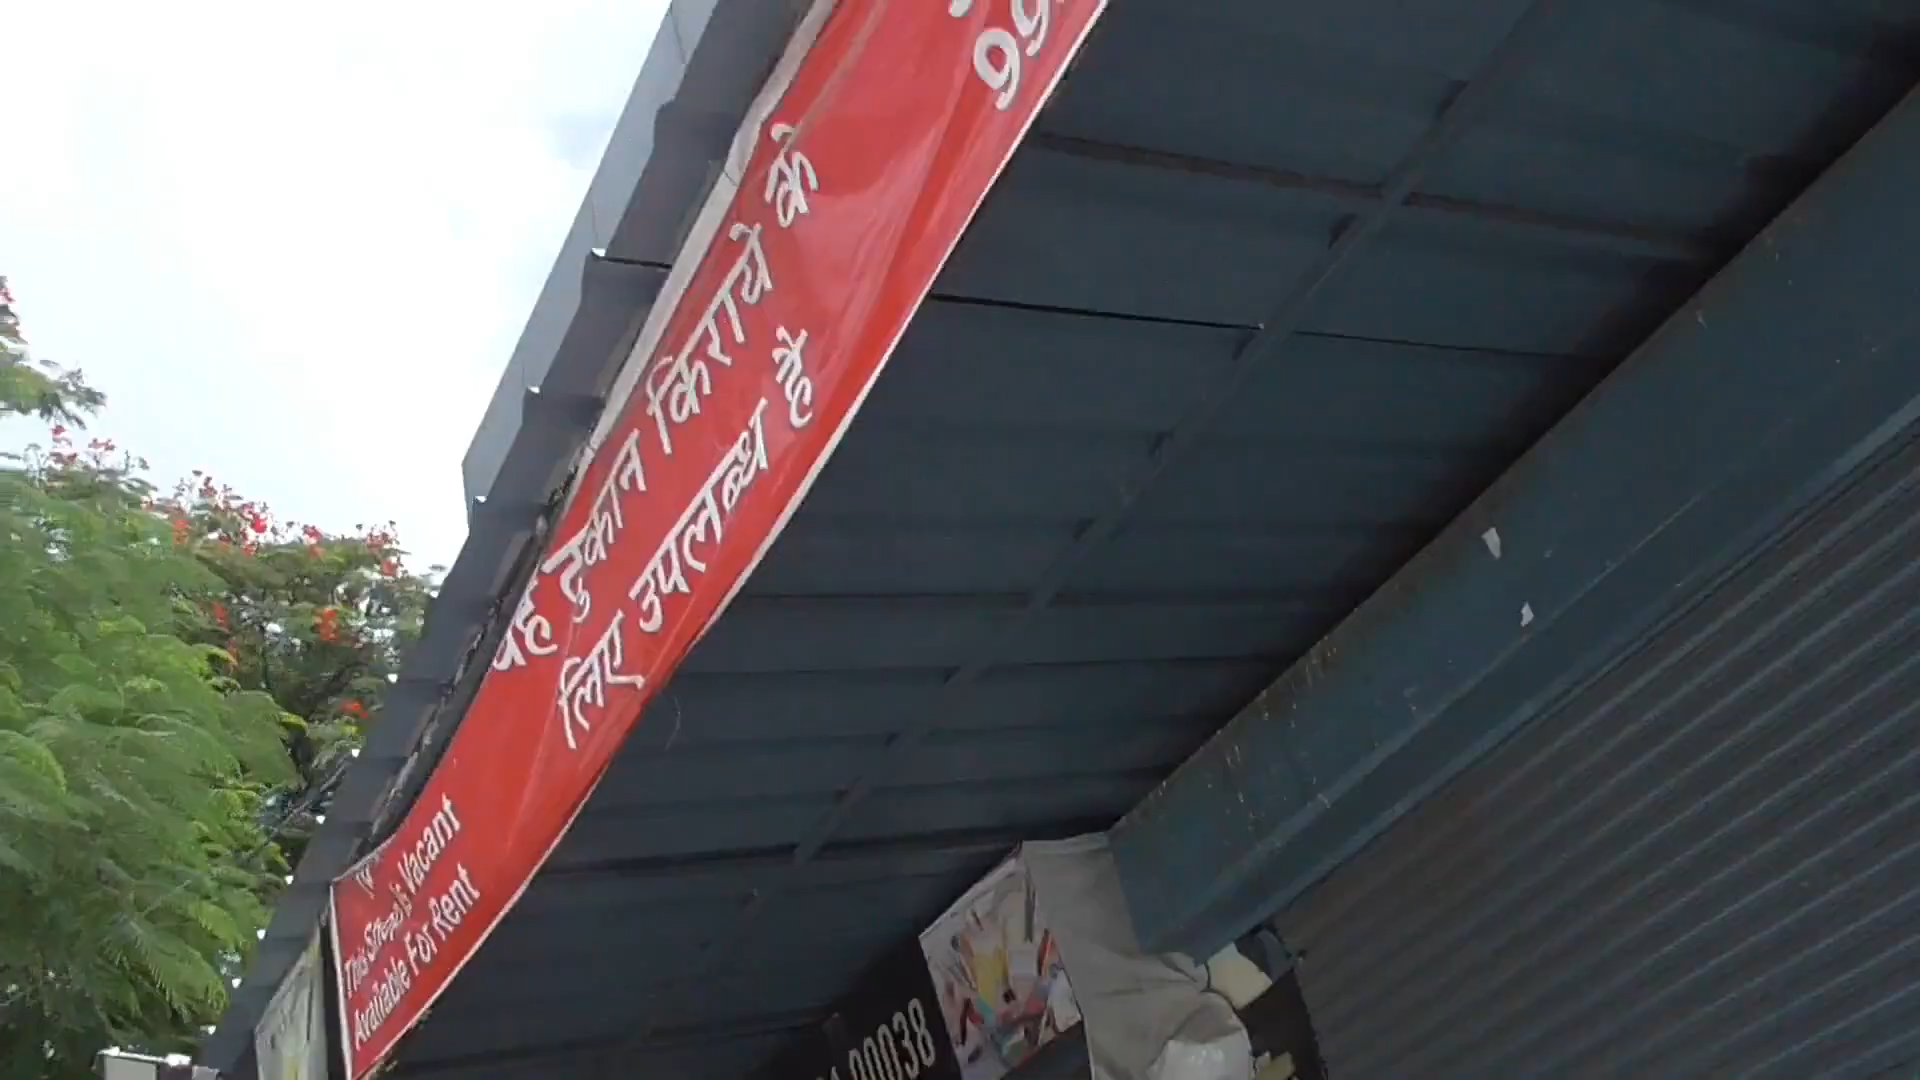 This Shop is Vacant
Available For Rent
यह दुकान किराये के
लिए उपलब्ध है
99
00038